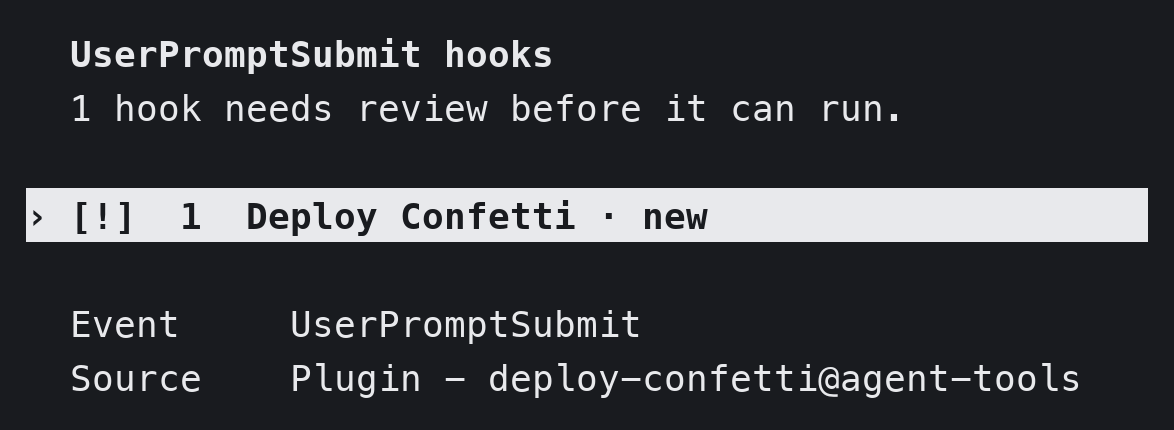 UserPromptSubmit hooks
1 hook needs review before it can run.
› [!]  1  Deploy Confetti · new
Event     UserPromptSubmit
Source    Plugin - deploy-confetti@agent-tools